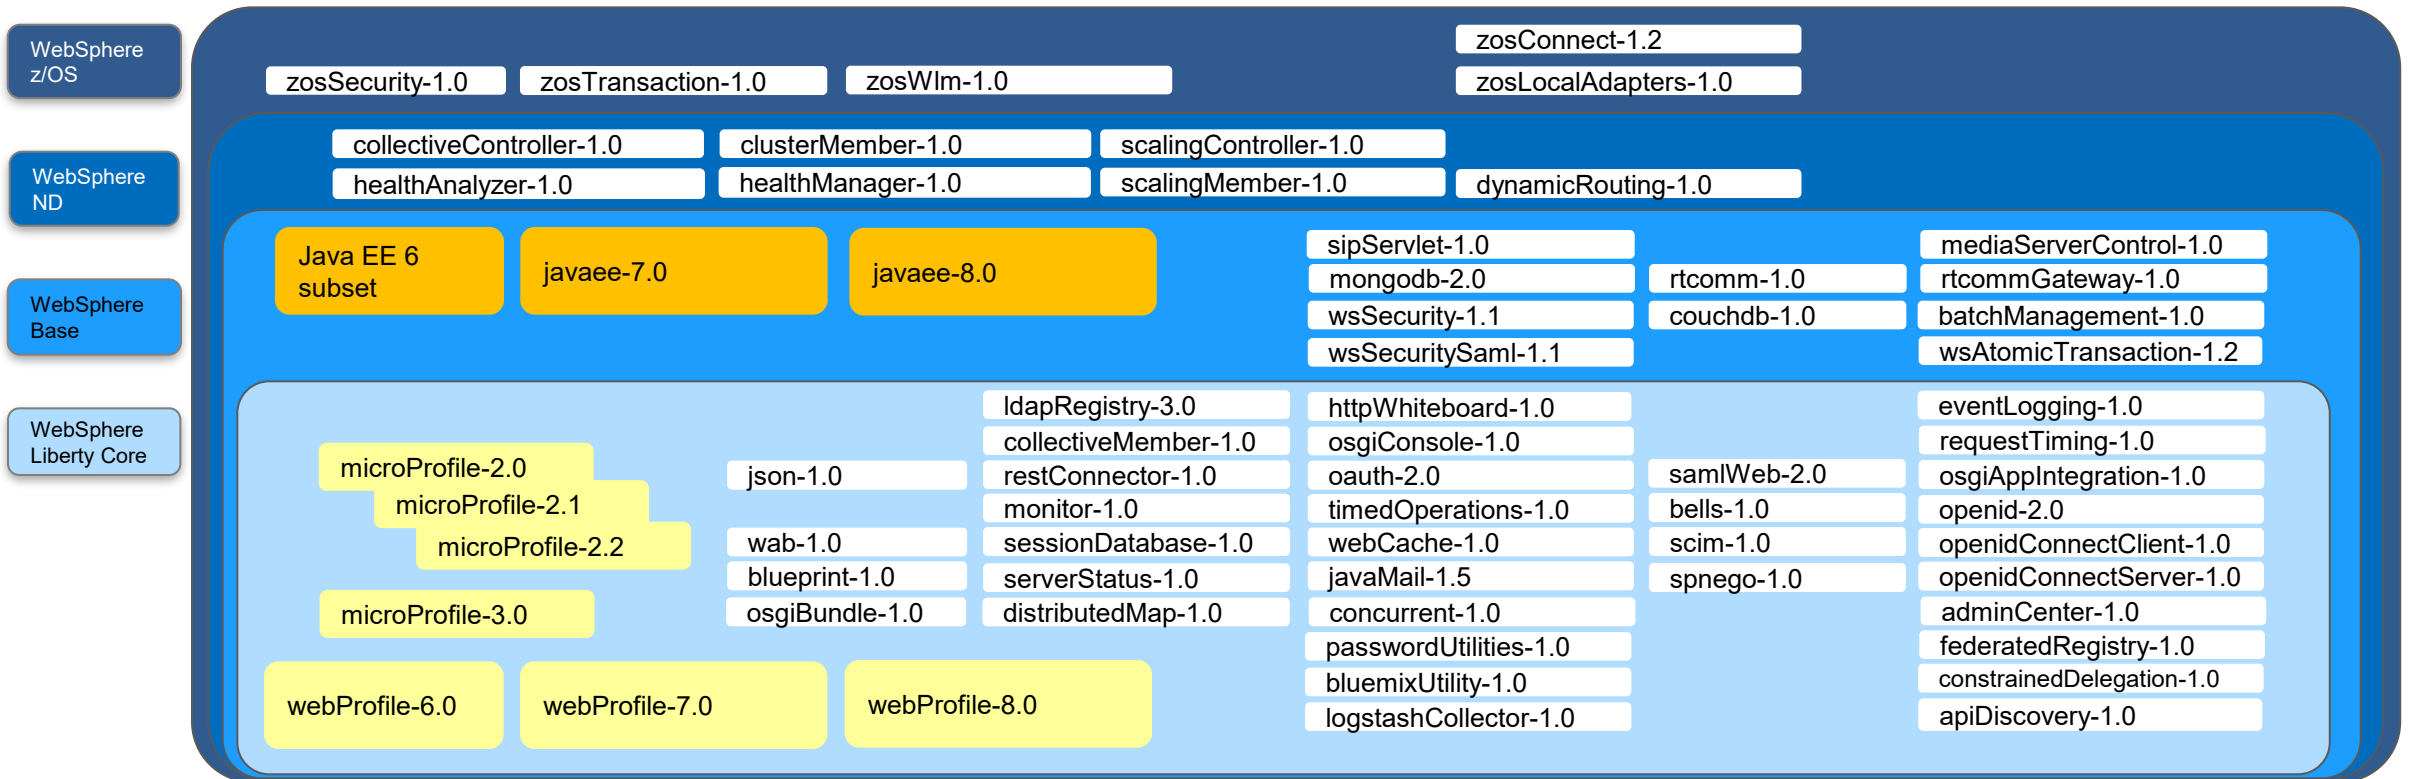 WebSphere
z/OS
WebSphere
ND
WebSphere
Base
WebSphere
Liberty Core
zosConnect-1.2
zosSecurity-1.0
zosTransaction-1.0
zosWlm-1.0
zosLocalAdapters-1.0
collectiveController-1.0
clusterMember-1.0
scalingController-1.0
healthAnalyzer-1.0
healthManager-1.0
scalingMember-1.0
dynamicRouting-1.0
Java EE 6
subset
javaee-7.0
javaee-8.0
sipServlet-1.0
mediaServerControl-1.0
mongodb-2.0
rtcomm-1.0
rtcommGateway-1.0
wsSecurity-1.1
couchdb-1.0
batchManagement-1.0
wsSecuritySaml-1.1
wsAtomicTransaction-1.2
microProfile-2.0
microProfile-2.1
microProfile-2.2
microProfile-3.0
webProfile-6.0
webProfile-7.0
webProfile-8.0
json-1.0
wab-1.0
blueprint-1.0
osgiBundle-1.0
ldapRegistry-3.0
collectiveMember-1.0
restConnector-1.0
monitor-1.0
sessionDatabase-1.0
serverStatus-1.0
distributedMap-1.0
httpWhiteboard-1.0
osgiConsole-1.0
oauth-2.0
timedOperations-1.0
webCache-1.0
javaMail-1.5
concurrent-1.0
passwordUtilities-1.0
bluemixUtility-1.0
logstashCollector-1.0
samlWeb-2.0
bells-1.0
scim-1.0
spnego-1.0
eventLogging-1.0
requestTiming-1.0
osgiAppIntegration-1.0
openid-2.0
openidConnectClient-1.0
openidConnectServer-1.0
adminCenter-1.0
federatedRegistry-1.0
constrainedDelegation-1.0
apiDiscovery-1.0